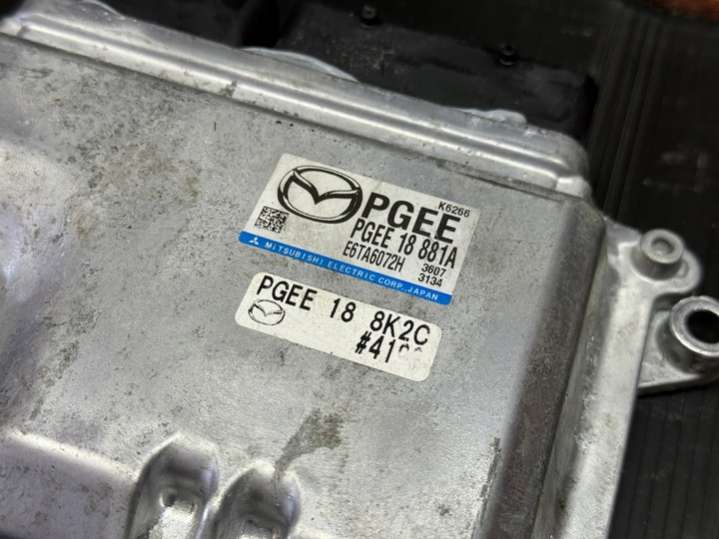 K6266
PGEE
PGEE 18 881A
E6TA6072H 3607
3134
MITSUBISHI ELECTRIC CORP. JAPAN
PGEE 18 8K2C